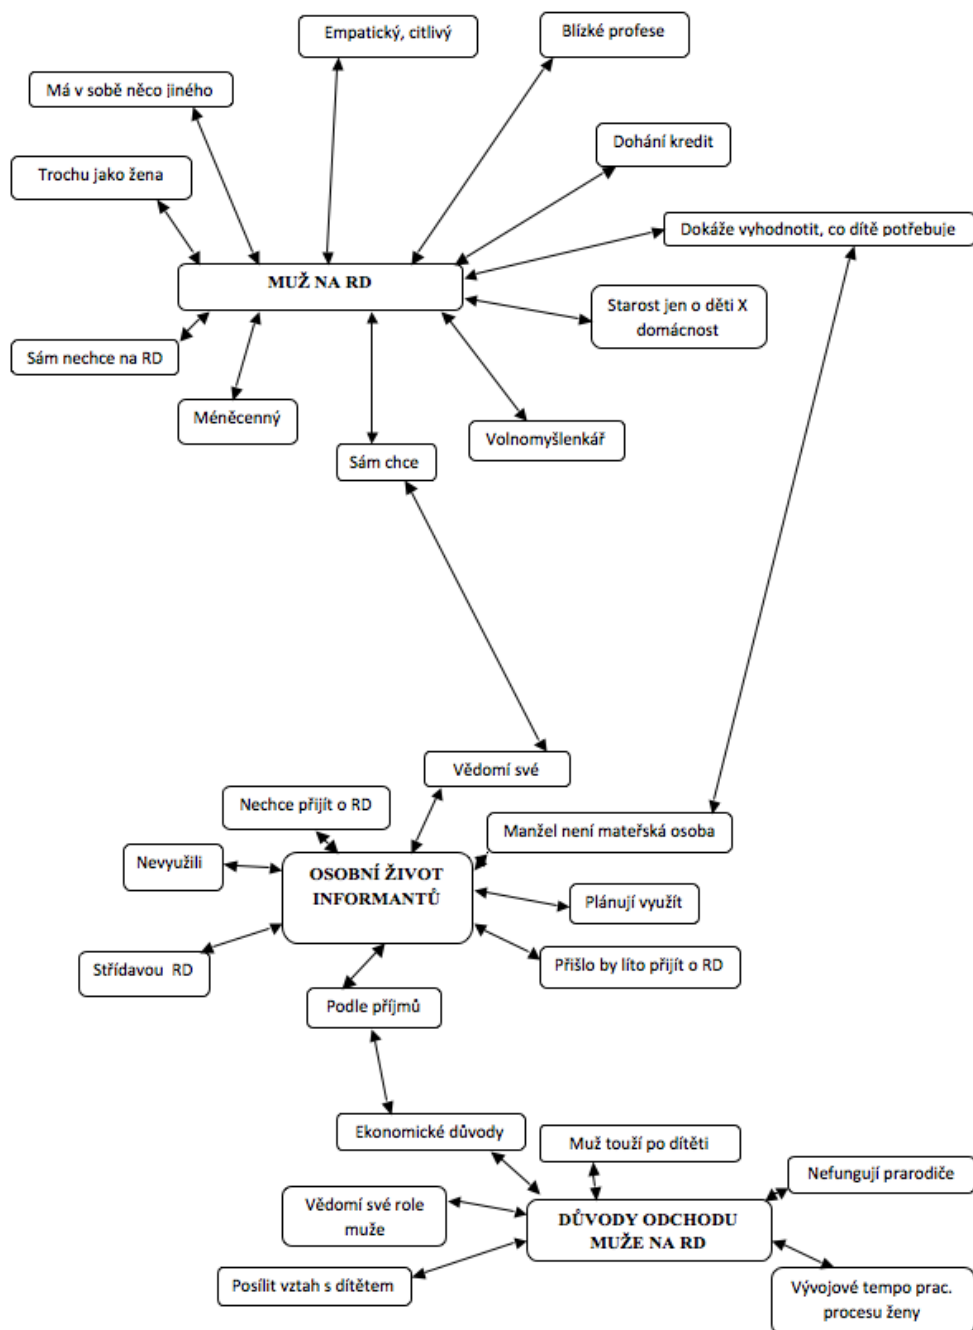 Empatický, citlivý
Blízké profese
Má v sobě něco jiného
Dohání kredit
Trochu jako žena
Dokáže vyhodnotit, co dítě potřebuje
MUŽ NA RD
Starost jen o děti X
domácnost
Sám nechce na RD
Méněcenný
Volnomyšlenkář
Sám chce
Vědomí své
Nechce přijít o RD
Manžel není mateřská osoba
Nevyužili
OSOBNÍ ŽIVOT
INFORMANTŮ
Plánují využít
Střídavou RD
Přišlo by líto přijít o RD
Podle příjmů
Ekonomické důvody
Muž touží po dítěti
Nefungují prarodiče
Vědomí své role
muže
DŮVODY ODCHODU
MUŽE NA RD
Posílit vztah s dítětem
Vývojové tempo prac.
procesu ženy